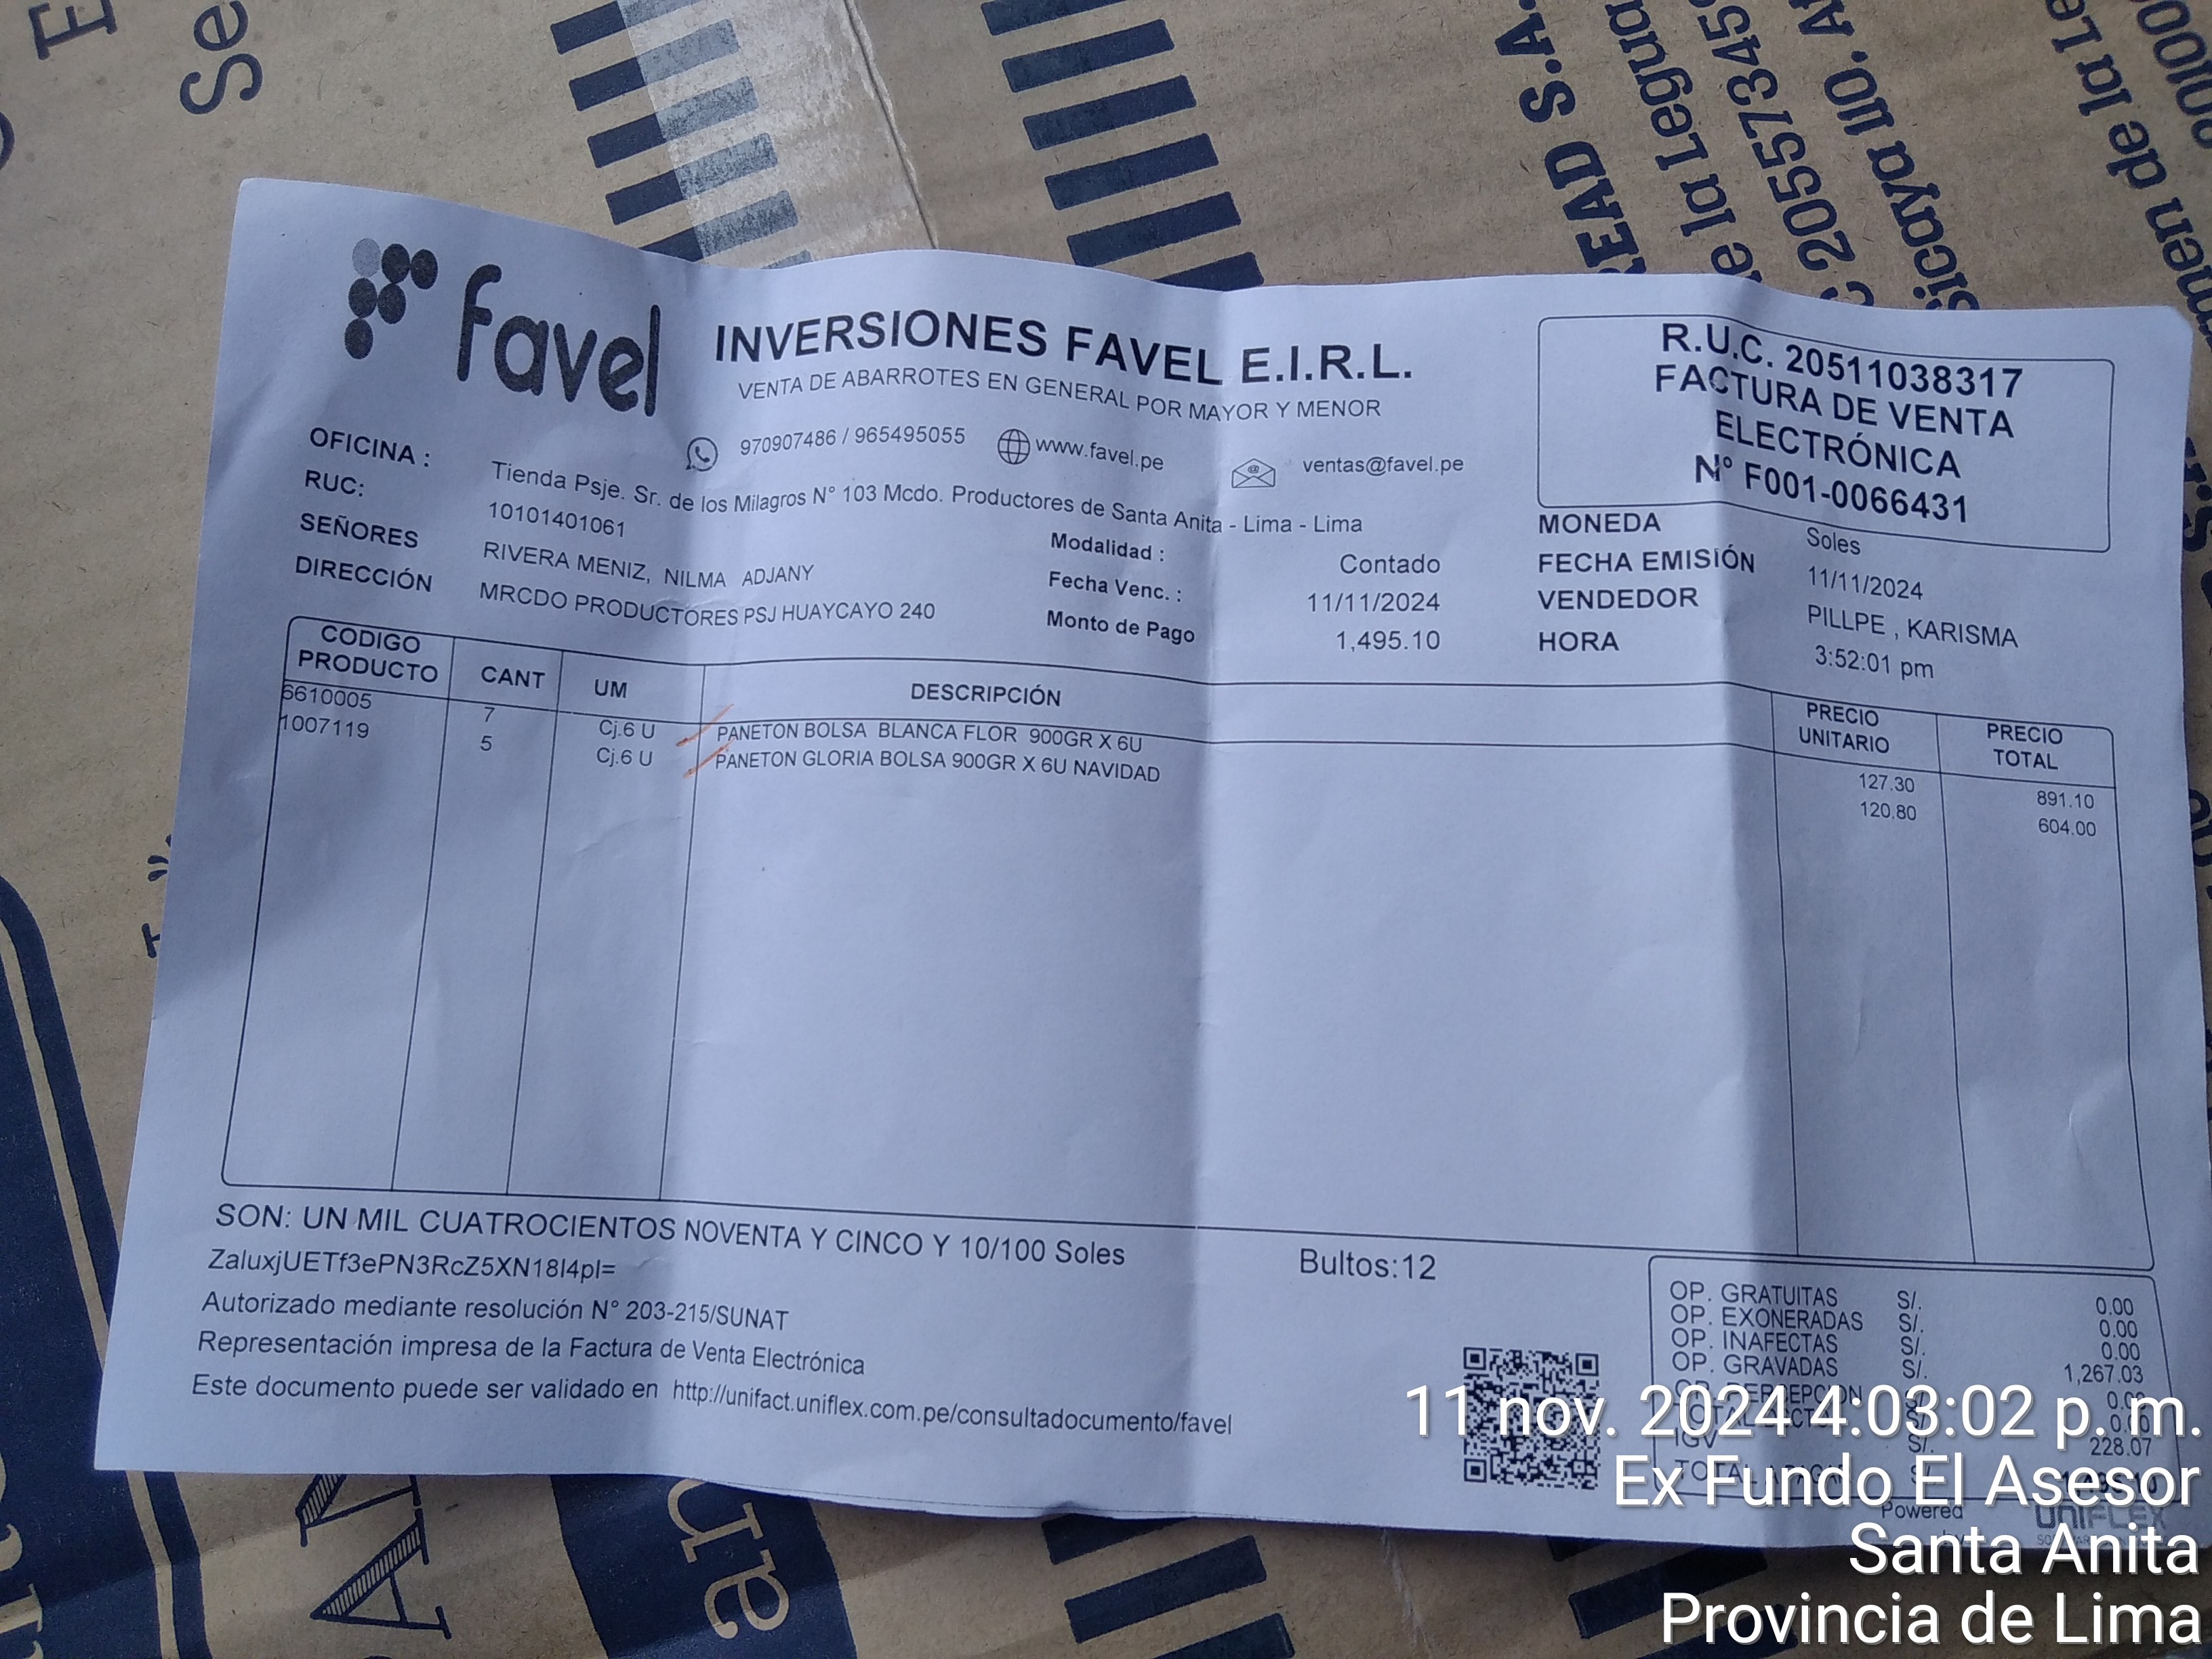 favel
INVERSIONES FAVEL E.I.R.L.
VENTA DE ABARROTES EN GENERAL POR MAYOR Y MENOR
970907486 / 965495055 www.favel.pe ventas@favel.pe
R.U.C. 20511038317
FACTURA DE VENTA
ELECTRÓNICA
N° F001-0066431
OFICINA : Tienda Psje. Sr. de los Milagros N° 103 Mcdo. Productores de Santa Anita - Lima - Lima
RUC: 10101401061
SEÑORES RIVERA MENIZ, NILMA ADJANY
DIRECCIÓN MRCDO PRODUCTORES PSJ HUAYCAYO 240
Modalidad : Contado
Fecha Venc. : 11/11/2024
Monto de Pago 1,495.10
MONEDA Soles
FECHA EMISIÓN 11/11/2024
VENDEDOR PILLPE , KARISMA
HORA 3:52:01 pm
CODIGO PRODUCTO CANT UM DESCRIPCIÓN PRECIO UNITARIO PRECIO TOTAL
6610005 7 Cj.6 U PANETON BOLSA BLANCA FLOR 900GR X 6U 127.30 891.10
1007119 5 Cj.6 U PANETON GLORIA BOLSA 900GR X 6U NAVIDAD 120.80 604.00
SON: UN MIL CUATROCIENTOS NOVENTA Y CINCO Y 10/100 Soles
Bultos:12
ZaluxjUETf3ePN3RcZ5XN18I4pI=
Autorizado mediante resolución N° 203-215/SUNAT
Representación impresa de la Factura de Venta Electrónica
Este documento puede ser validado en http://unifact.uniflex.com.pe/consultadocumento/favel
OP. GRATUITAS S/. 0.00
OP. EXONERADAS S/. 0.00
OP. INAFECTAS S/. 0.00
OP. GRAVADAS S/. 1,267.03
IGV S/. 228.07
Powered
UNIFLEX
11 nov. 2024 4:03:02 p. m.
Ex Fundo El Asesor
Santa Anita
Provincia de Lima